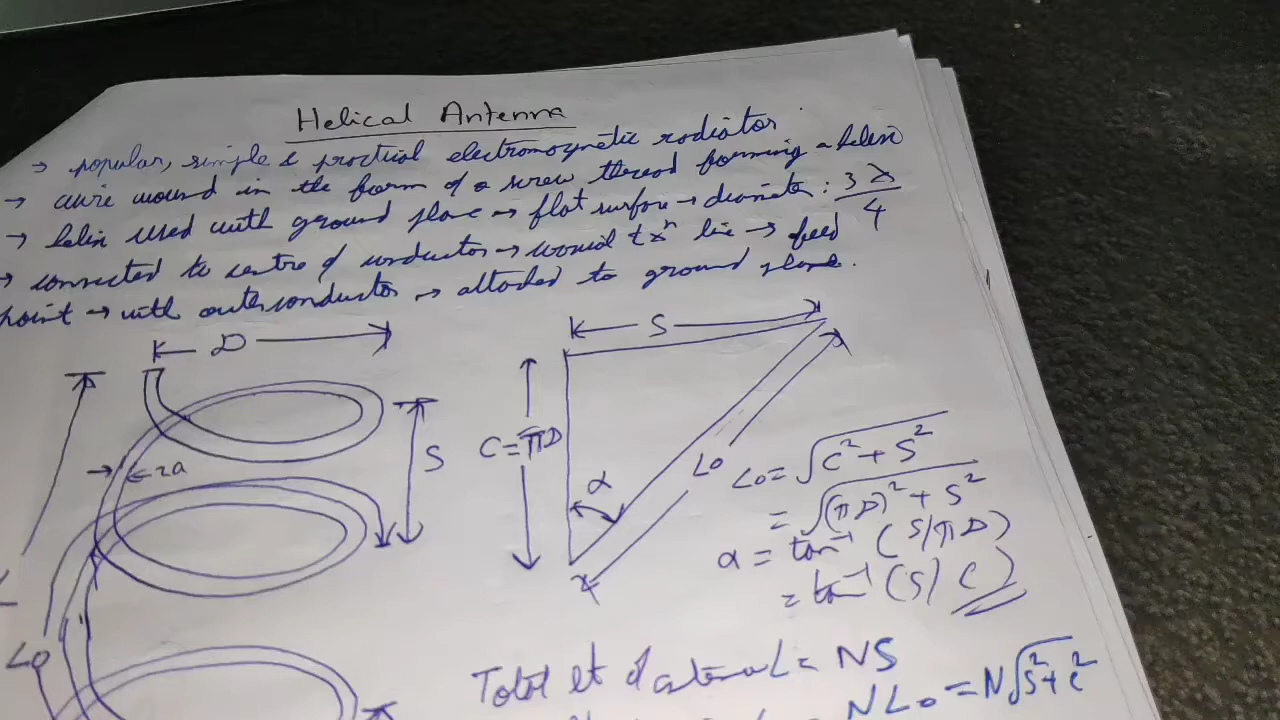 Helical Antenna
→ popular, simple & practical electromagnetic radiator
→ wire wound in the form of a screw thread forming a helix
→ helix used with ground plane → flat surface → diameter: 3λ/4
→ connected to centre of conductor → coaxial txⁿ line → feed
point → with outer conductor → attached to ground plane.
D
S
2a
S
C = πD
α
L0
L
L0
L0 = √(C² + S²)
= √((πD)² + S²)
α = tan⁻¹ (S/πD)
= tan⁻¹ (S/C)
Total ht of antenna L = NS
NL0 = N√(S² + C²)